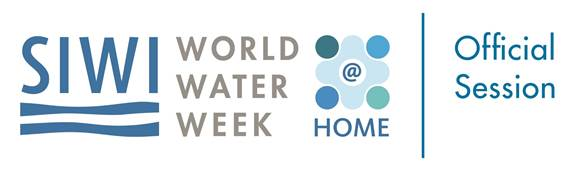 SIWI
WORLD
WATER
WEEK
@
HOME
Official
Session